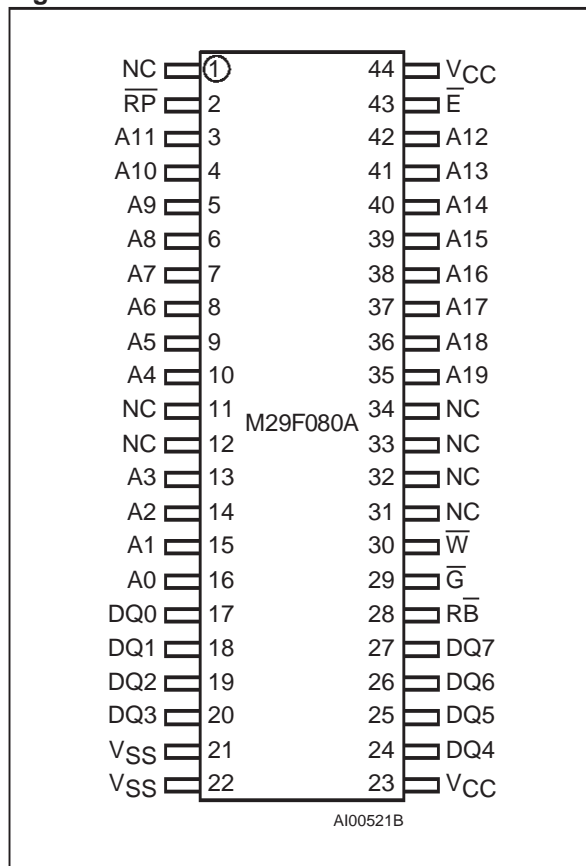 NC 1 44 VCC
R̅P̅ 2 43 E̅
A11 3 42 A12
A10 4 41 A13
A9 5 40 A14
A8 6 39 A15
A7 7 38 A16
A6 8 37 A17
A5 9 36 A18
A4 10 35 A19
NC 11 34 NC
M29F080A
NC 12 33 NC
A3 13 32 NC
A2 14 31 NC
A1 15 30 W̅
A0 16 29 G̅
DQ0 17 28 RB̅
DQ1 18 27 DQ7
DQ2 19 26 DQ6
DQ3 20 25 DQ5
VSS 21 24 DQ4
VSS 22 23 VCC
AI00521B